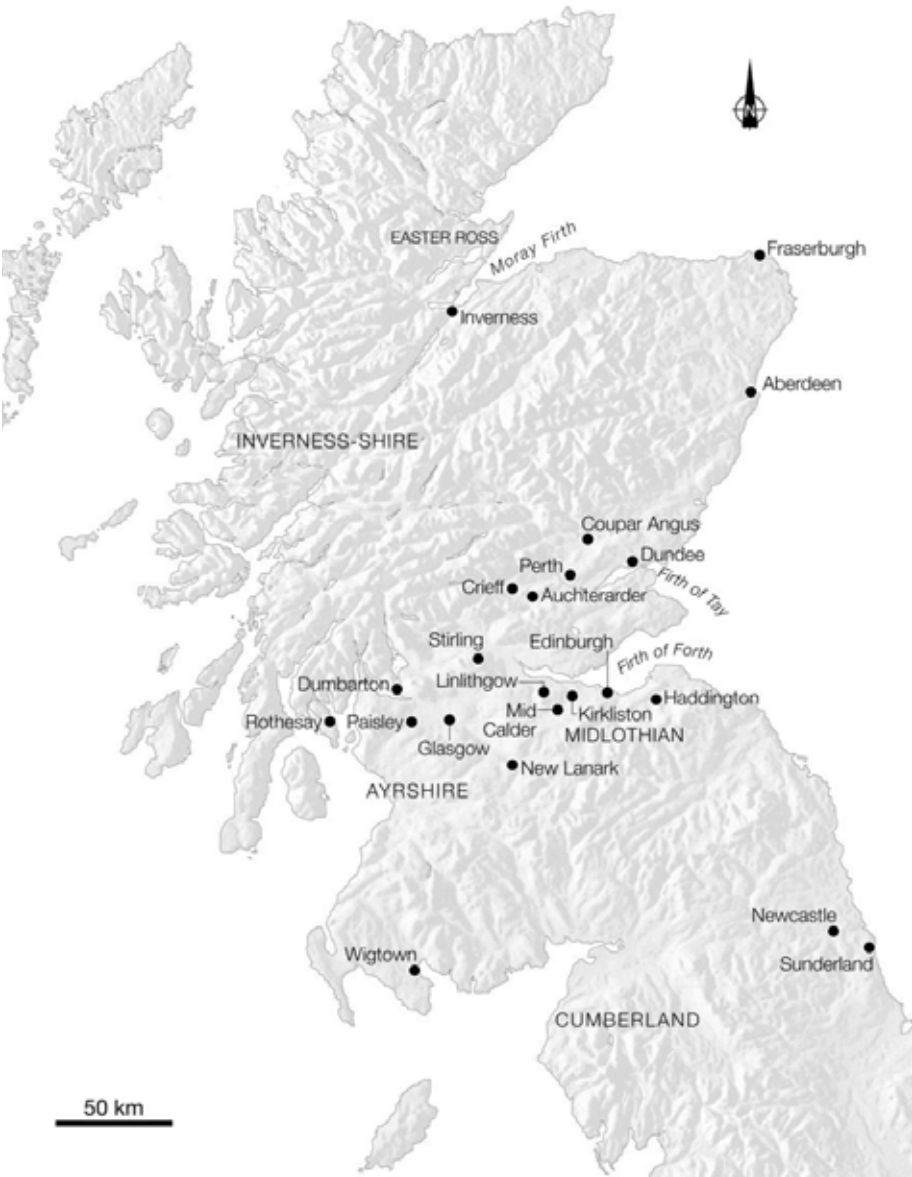 N
EASTER ROSS
Moray Firth
Fraserburgh
Inverness
Aberdeen
INVERNESS-SHIRE
Coupar Angus
Dundee
Perth
Firth of Tay
Crieff
Auchterarder
Stirling
Edinburgh
Firth of Forth
Linlithgow
Dumbarton
Haddington
Mid
Calder
Kirkliston
Rothesay
Paisley
MIDLOTHIAN
Glasgow
New Lanark
AYRSHIRE
Newcastle
Wigtown
Sunderland
CUMBERLAND
50 km